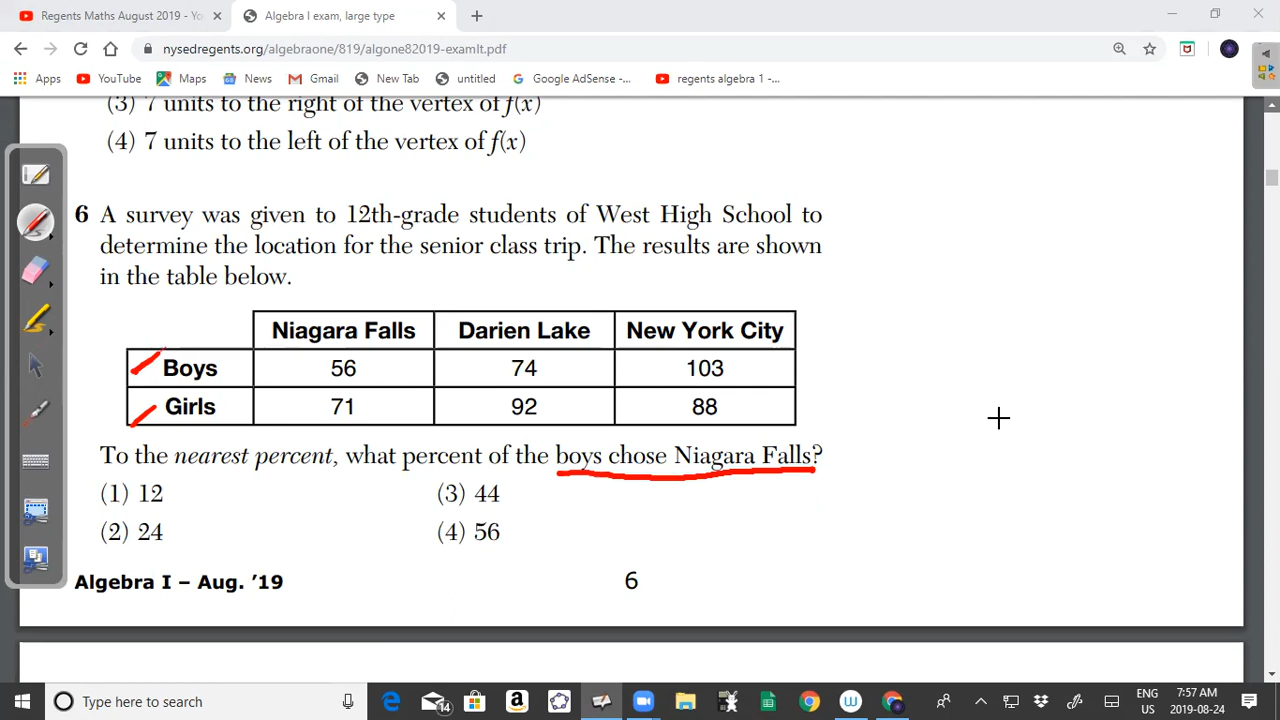 Regents Maths August 2019 - Yo
Algebra I exam, large type
nysedregents.org/algebraone/819/algone82019-examlt.pdf
Apps YouTube Maps News Gmail New Tab untitled Google AdSense -... regents algebra 1 -...
(3) 7 units to the right of the vertex of f(x)
(4) 7 units to the left of the vertex of f(x)
6 A survey was given to 12th-grade students of West High School to
determine the location for the senior class trip. The results are shown
in the table below.
Niagara Falls Darien Lake New York City
Boys 56 74 103
Girls 71 92 88
To the nearest percent, what percent of the boys chose Niagara Falls?
(1) 12 (3) 44
(2) 24 (4) 56
Algebra I – Aug. ’19 6
Type here to search
14
ENG
US
7:57 AM
2019-08-24